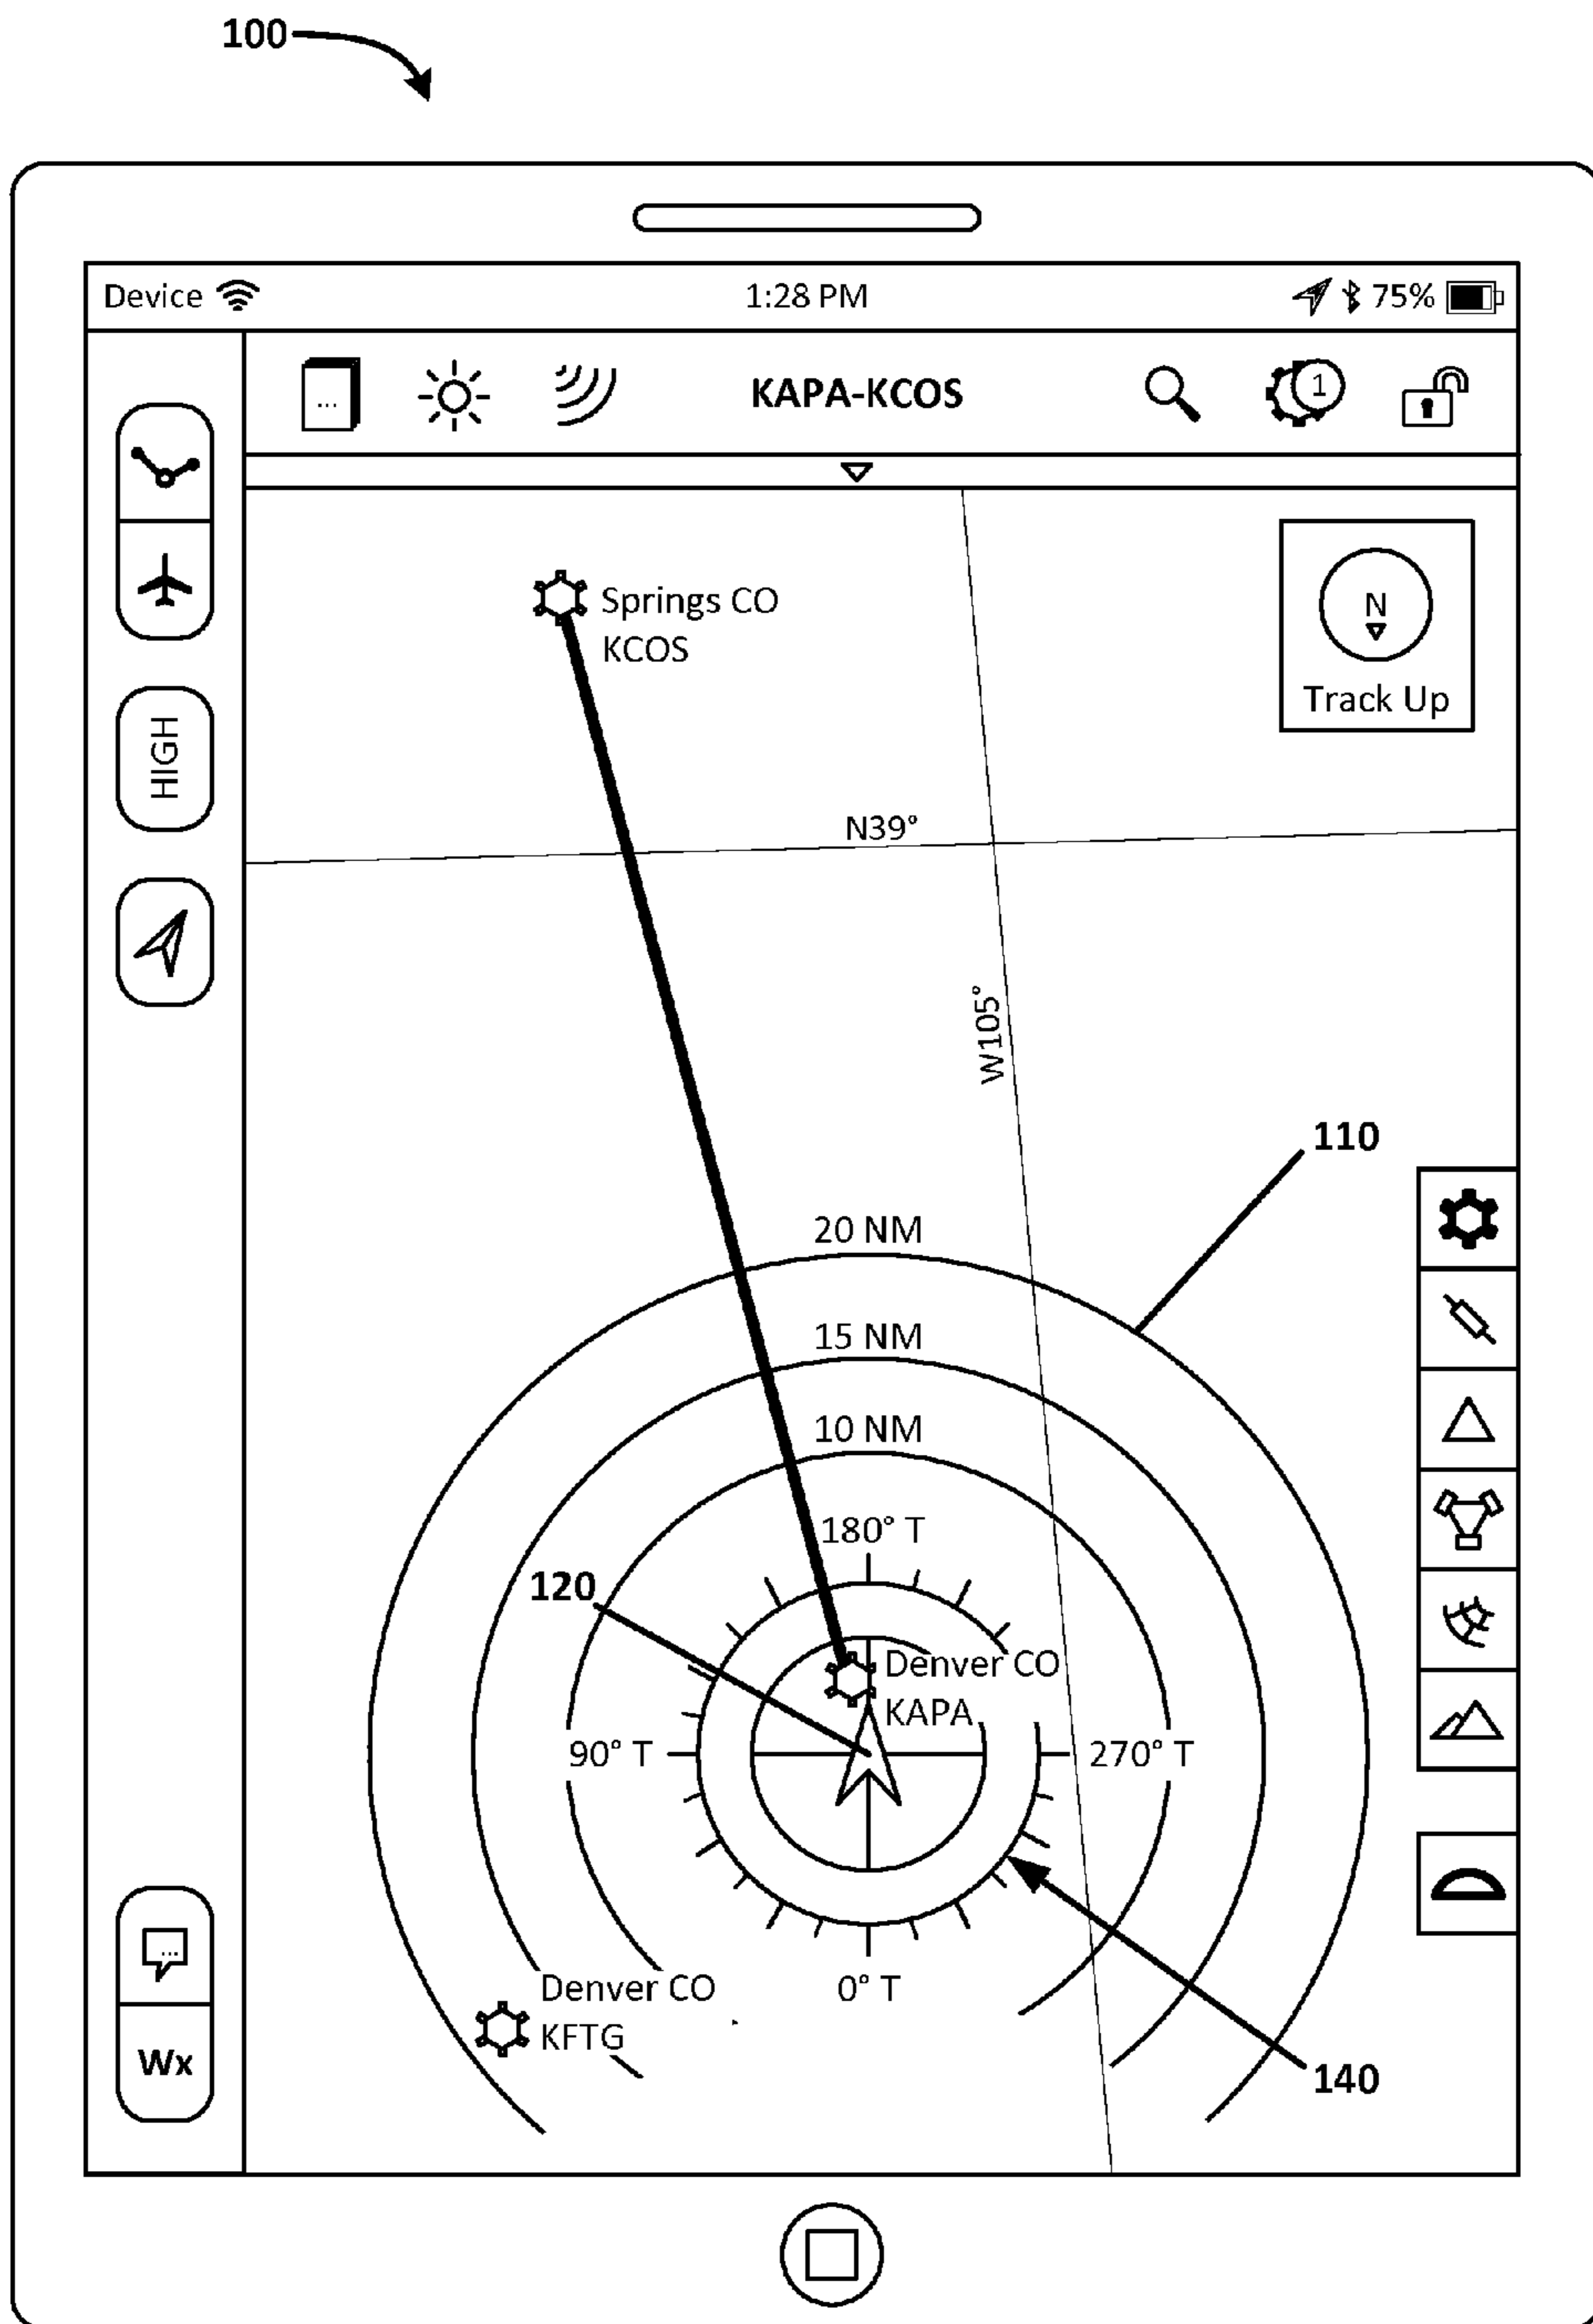 100
Device 1:28 PM 75%
... KAPA-KCOS 1
Springs CO
KCOS
N
Track Up
HIGH
N39°
W105°
110
20 NM
15 NM
10 NM
180° T
120
Denver CO
KAPA
90° T
270° T
0° T
Denver CO
KFTG
...
Wx
140